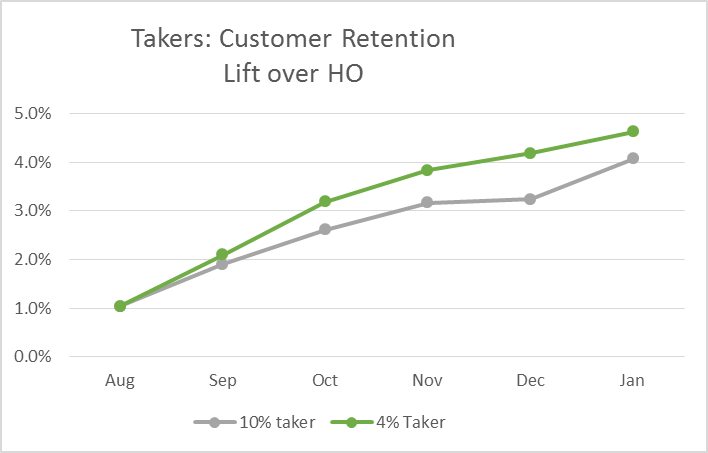 Takers: Customer Retention
Lift over HO
5.0%
4.0%
3.0%
2.0%
1.0%
0.0%
Aug Sep Oct Nov Dec Jan
10% taker 4% Taker